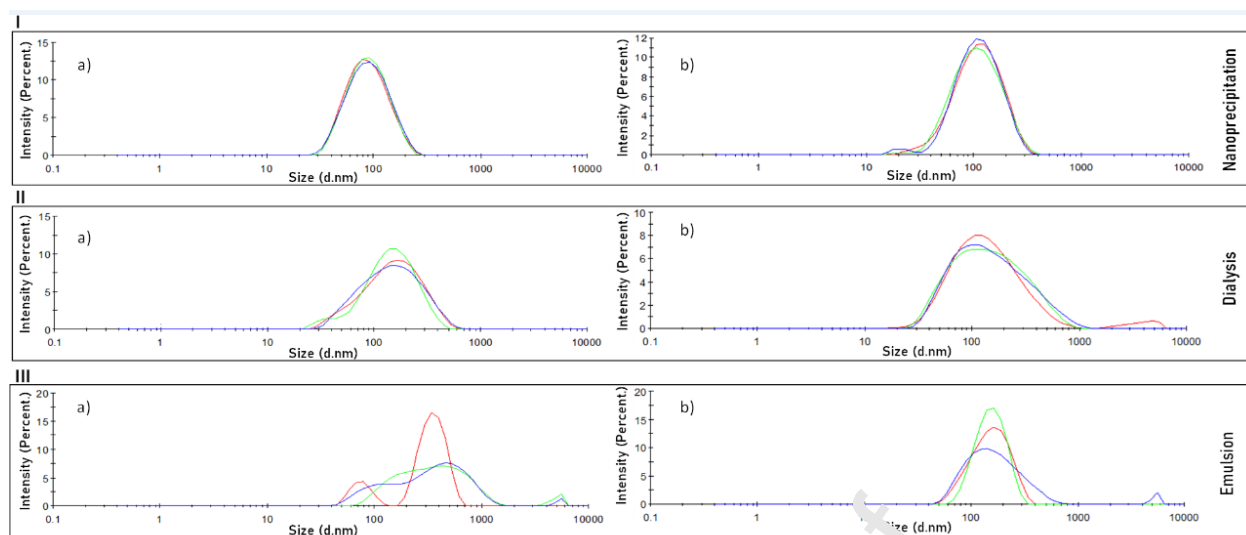 I
a)
Intensity (Percent.)
15
10
5
0
0.1 1 10 100 1000 10000
Size (d.nm)
b)
Intensity (Percent.)
12
10
8
6
4
2
0
0.1 1 10 100 1000 10000
Size (d.nm)
Nanoprecipitation
II
a)
Intensity (Percent.)
15
10
5
0
0.1 1 10 100 1000 10000
Size (d.nm)
b)
Intensity (Percent.)
10
8
6
4
2
0
0.1 1 10 100 1000 10000
Size (d.nm)
Dialysis
III
a)
Intensity (Percent.)
20
15
10
5
0
0.1 1 10 100 1000 10000
Size (d.nm)
b)
Intensity (Percent.)
20
15
10
5
0
0.1 1 10 100 1000 10000
Size (d.nm)
Emulsion
f